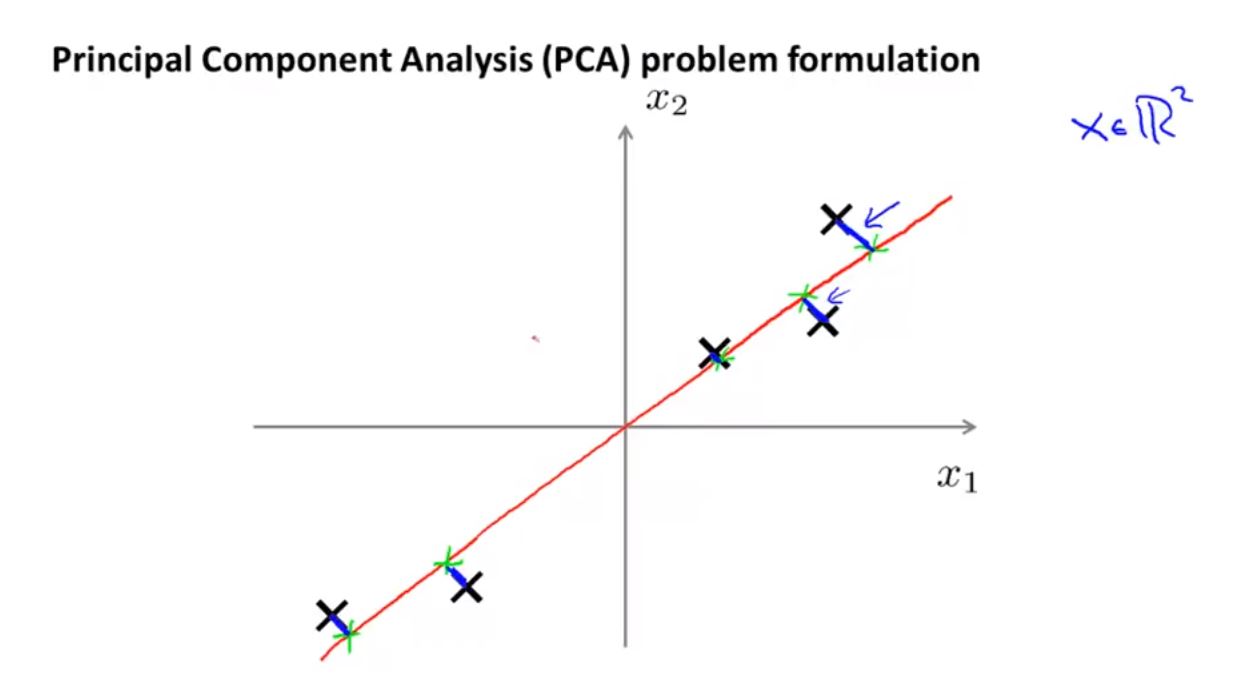 Principal Component Analysis (PCA) problem formulation
x₂
x ∈ ℝ²
x₁